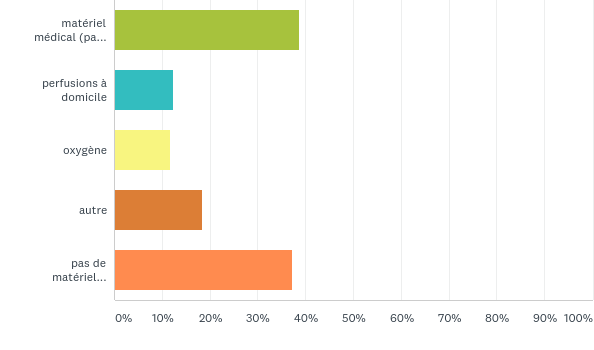 matériel
médical (pa...
perfusions à
domicile
oxygène
autre
pas de
matériel...
0% 10% 20% 30% 40% 50% 60% 70% 80% 90% 100%